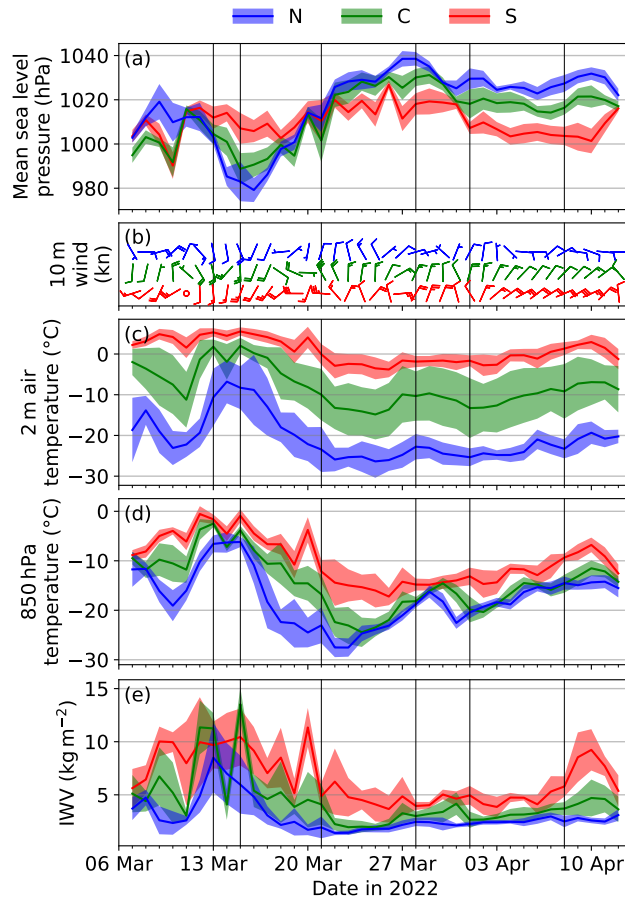 N C S
(a)
Mean sea level
pressure (hPa)
1040
1020
1000
980
(b)
10 m
wind
(kn)
(c)
2 m air
temperature (°C)
0
−10
−20
−30
(d)
850 hPa
temperature (°C)
0
−10
−20
−30
(e)
IWV (kg m⁻²)
15
10
5
06 Mar 13 Mar 20 Mar 27 Mar 03 Apr 10 Apr
Date in 2022